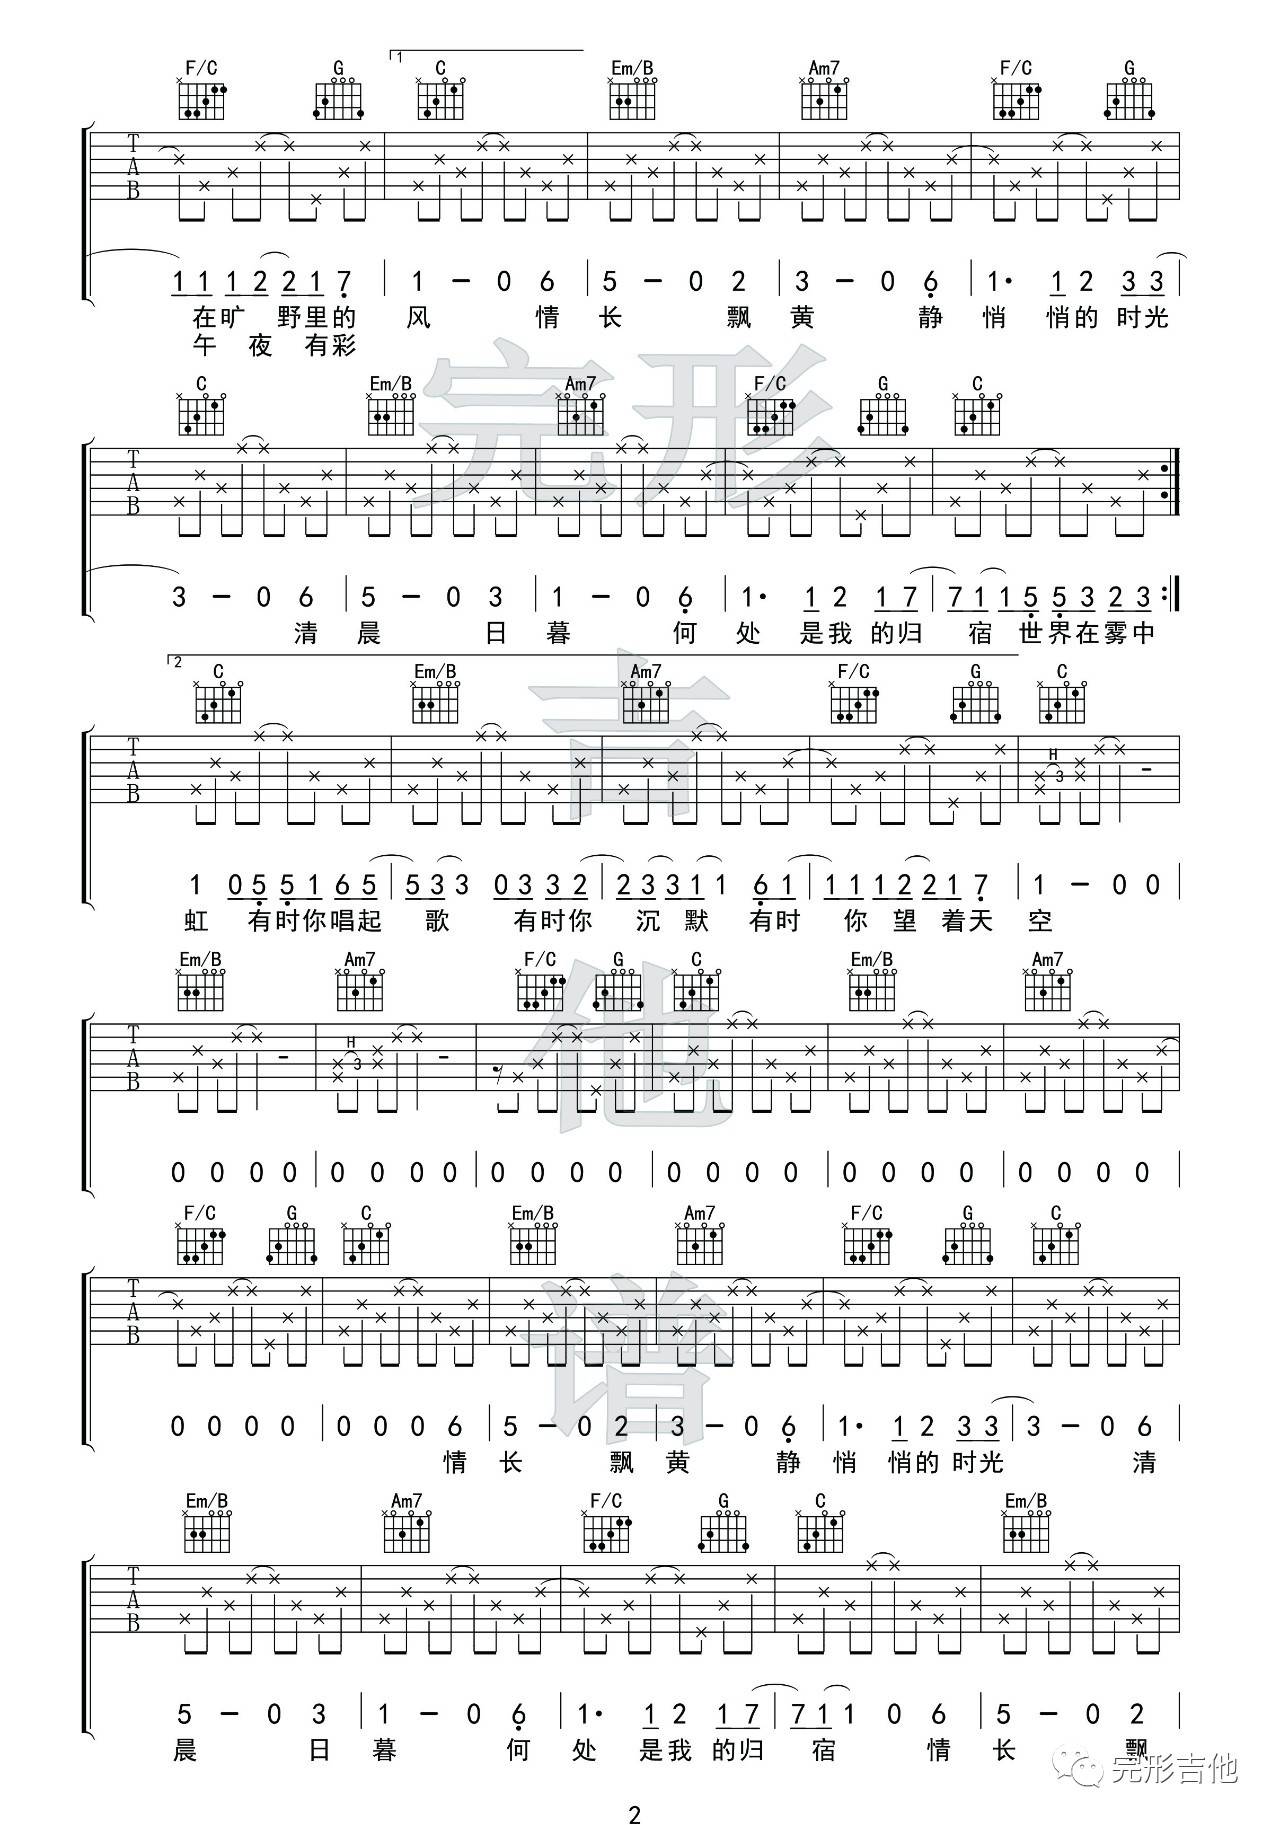 1
F/C G C Em/B Am7 F/C G
T
A
B
1 1 1 2 2 1 7 1 - 0 6 5 - 0 2 3 - 0 6 1· 1 2 3 3
在旷 野里的 风 情 长 飘 黄 静 悄 悄的 时光
午 夜 有彩
C Em/B Am7 F/C G C
T
A
B
3 - 0 6 5 - 0 3 1 - 0 6 1· 1 2 1 7 7 1 1 5 5 3 2 3
清 晨 日 暮 何 处 是我 的归 宿 世界在雾中
2
C Em/B Am7 F/C G C
T H
A 3
B
1 0 5 5 1 6 5 5 3 3 0 3 3 2 2 3 3 1 1 6 1 1 1 1 2 2 1 7 1 - 0 0
虹 有时你唱起 歌 有时你 沉 默 有时 你 望 着天 空
Em/B Am7 F/C G C Em/B Am7
T H
A 3
B
0 0 0 0 0 0 0 0 0 0 0 0 0 0 0 0 0 0 0 0 0 0 0 0
F/C G C Em/B Am7 F/C G C
T
A
B
0 0 0 0 0 0 0 6 5 - 0 2 3 - 0 6 1· 1 2 3 3 3 - 0 6
情 长 飘 黄 静 悄 悄的 时光 清
Em/B Am7 F/C G C Em/B
T
A
B
5 - 0 3 1 - 0 6 1· 1 2 1 7 7 1 1 0 6 5 - 0 2
晨 日 暮 何 处 是我 的归 宿 情 长 飘
完形吉他
2
完形
吉
他
谱